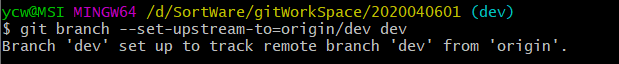 ycw@MSI MINGW64 /d/SortWare/gitWorkSpace/2020040601 (dev)
$ git branch --set-upstream-to=origin/dev dev
Branch 'dev' set up to track remote branch 'dev' from 'origin'.